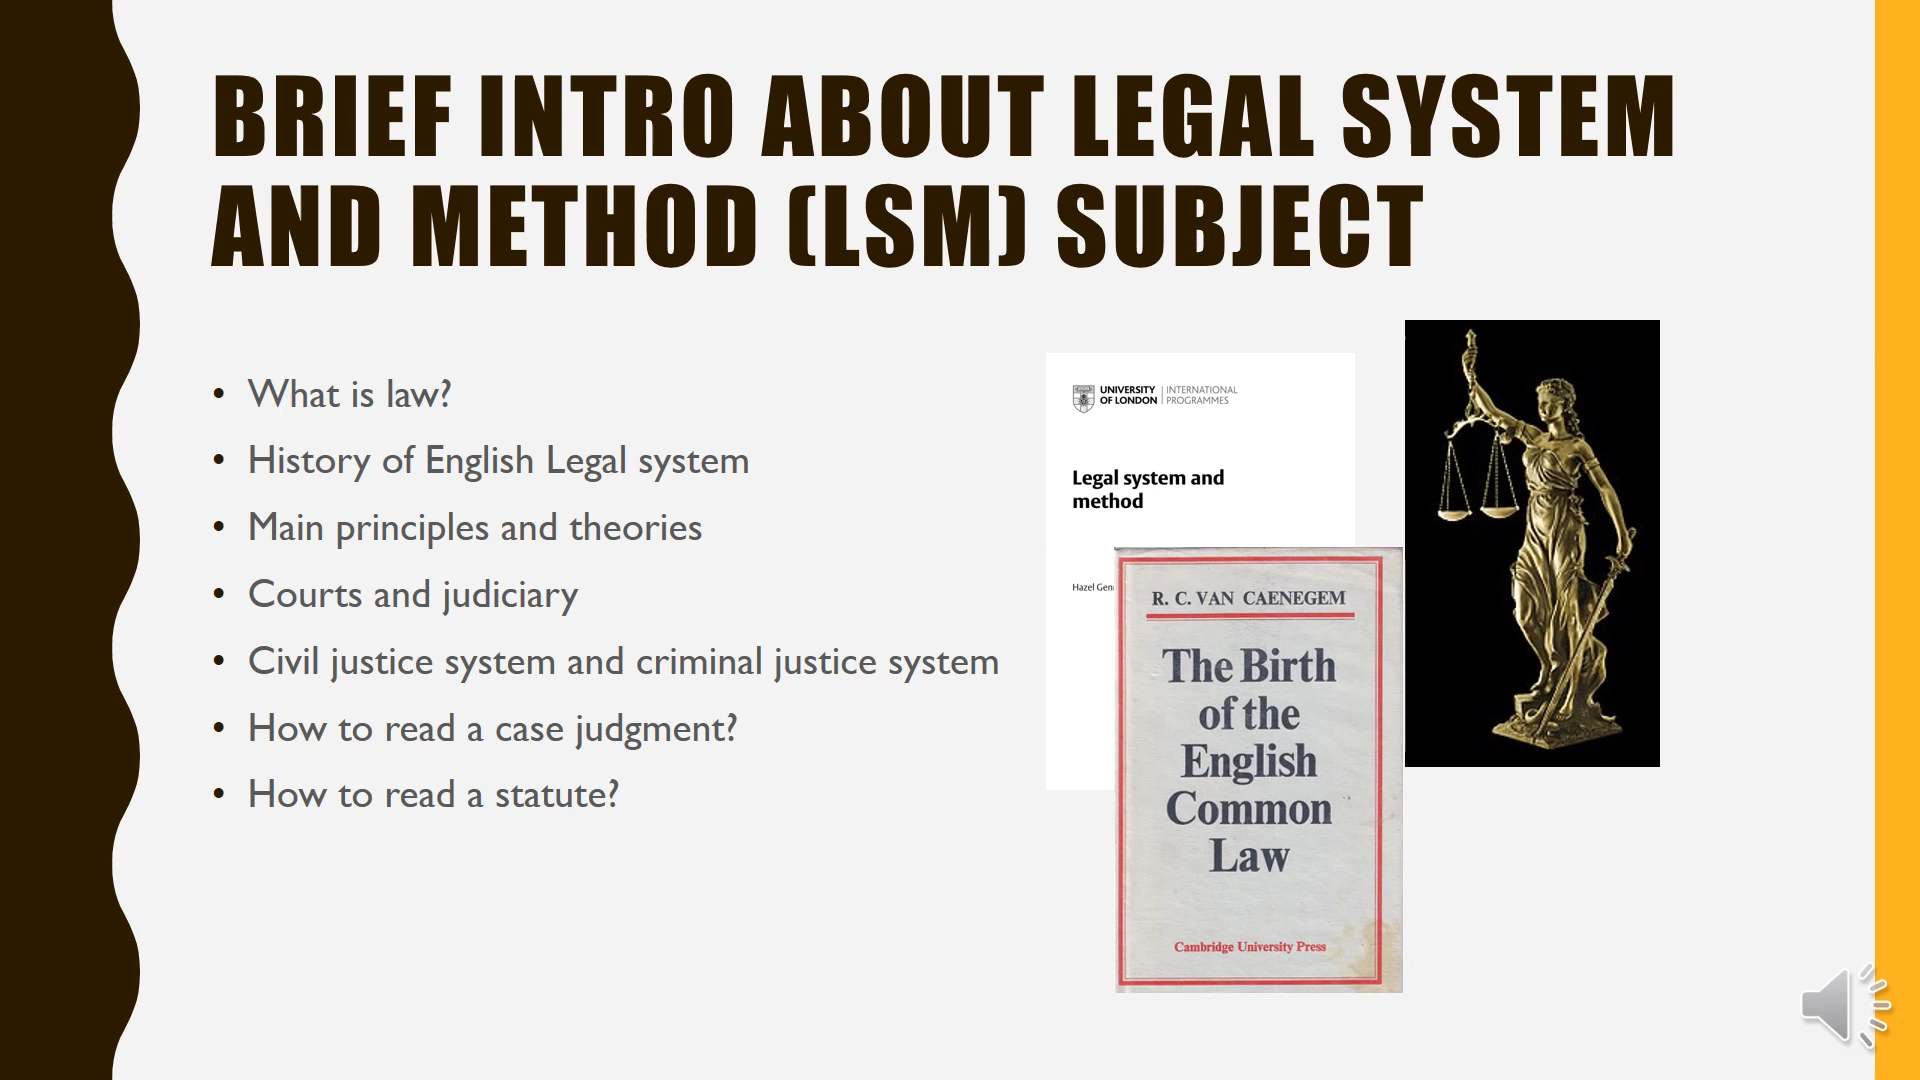 BRIEF INTRO ABOUT LEGAL SYSTEM
AND METHOD (LSM) SUBJECT
• What is law?
• History of English Legal system
• Main principles and theories
• Courts and judiciary
• Civil justice system and criminal justice system
• How to read a case judgment?
• How to read a statute?
UNIVERSITY OF LONDON | INTERNATIONAL PROGRAMMES
Legal system and
method
Hazel
R. C. VAN CAENEGEM
The Birth
of the
English
Common
Law
Cambridge University Press